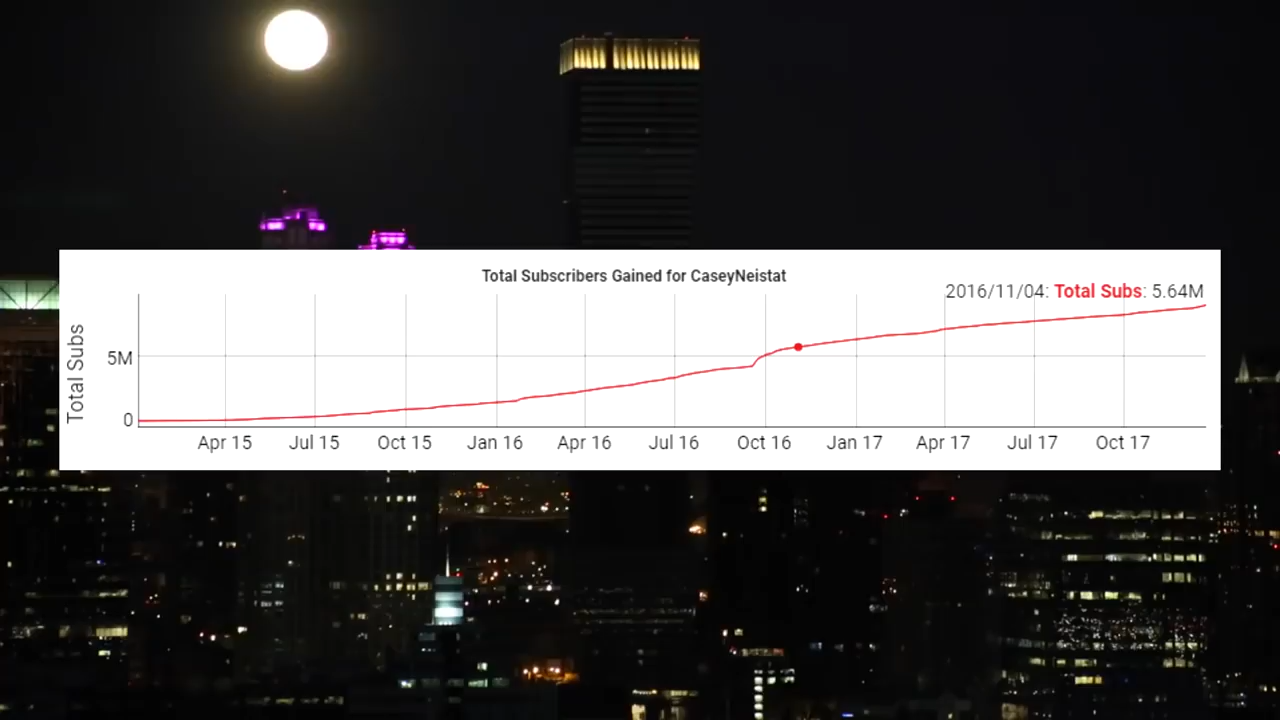 Total Subscribers Gained for CaseyNeistat
2016/11/04: Total Subs: 5.64M
Total Subs
5M
0
Apr 15 Jul 15 Oct 15 Jan 16 Apr 16 Jul 16 Oct 16 Jan 17 Apr 17 Jul 17 Oct 17